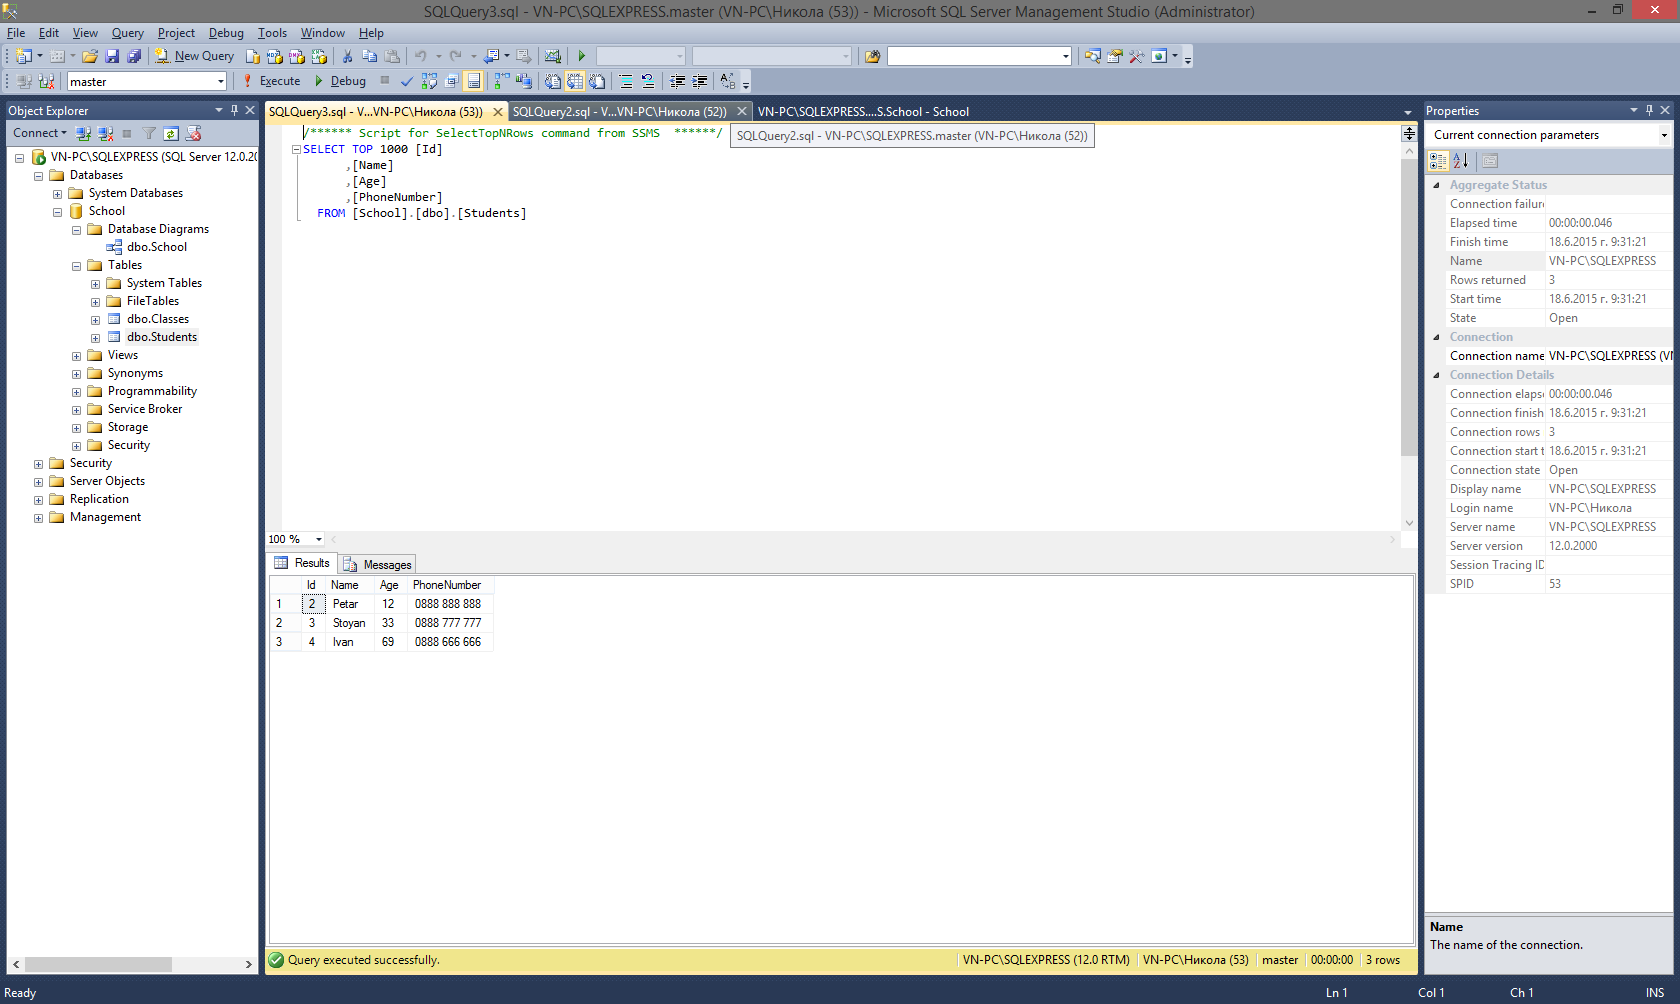 SQLQuery3.sql - VN-PC\SQLEXPRESS.master (VN-PC\Никола (53)) - Microsoft SQL Server Management Studio (Administrator)
File Edit View Query Project Debug Tools Window Help
New Query
master Execute Debug
Object Explorer
Connect
VN-PC\SQLEXPRESS (SQL Server 12.0.20
Databases
System Databases
School
Database Diagrams
dbo.School
Tables
System Tables
FileTables
dbo.Classes
dbo.Students
Views
Synonyms
Programmability
Service Broker
Storage
Security
Security
Server Objects
Replication
Management
SQLQuery3.sql - V...VN-PC\Никола (53)) SQLQuery2.sql - V...VN-PC\Никола (52)) VN-PC\SQLEXPRESS....S.School - School
SQLQuery2.sql - VN-PC\SQLEXPRESS.master (VN-PC\Никола (52))
/****** Script for SelectTopNRows command from SSMS  ******/
SELECT TOP 1000 [Id]
,[Name]
,[Age]
,[PhoneNumber]
FROM [School].[dbo].[Students]
100 %
Results Messages
Id Name Age PhoneNumber
1 2 Petar 12 0888 888 888
2 3 Stoyan 33 0888 777 777
3 4 Ivan 69 0888 666 666
Query executed successfully. VN-PC\SQLEXPRESS (12.0 RTM) VN-PC\Никола (53) master 00:00:00 3 rows
Properties
Current connection parameters
Aggregate Status
Connection failure
Elapsed time 00:00:00.046
Finish time 18.6.2015 г. 9:31:21
Name VN-PC\SQLEXPRESS
Rows returned 3
Start time 18.6.2015 г. 9:31:21
State Open
Connection
Connection name VN-PC\SQLEXPRESS (VN
Connection Details
Connection elapse 00:00:00.046
Connection finish 18.6.2015 г. 9:31:21
Connection rows 3
Connection start t 18.6.2015 г. 9:31:21
Connection state Open
Display name VN-PC\SQLEXPRESS
Login name VN-PC\Никола
Server name VN-PC\SQLEXPRESS
Server version 12.0.2000
Session Tracing ID
SPID 53
Name
The name of the connection.
Ready Ln 1 Col 1 Ch 1 INS